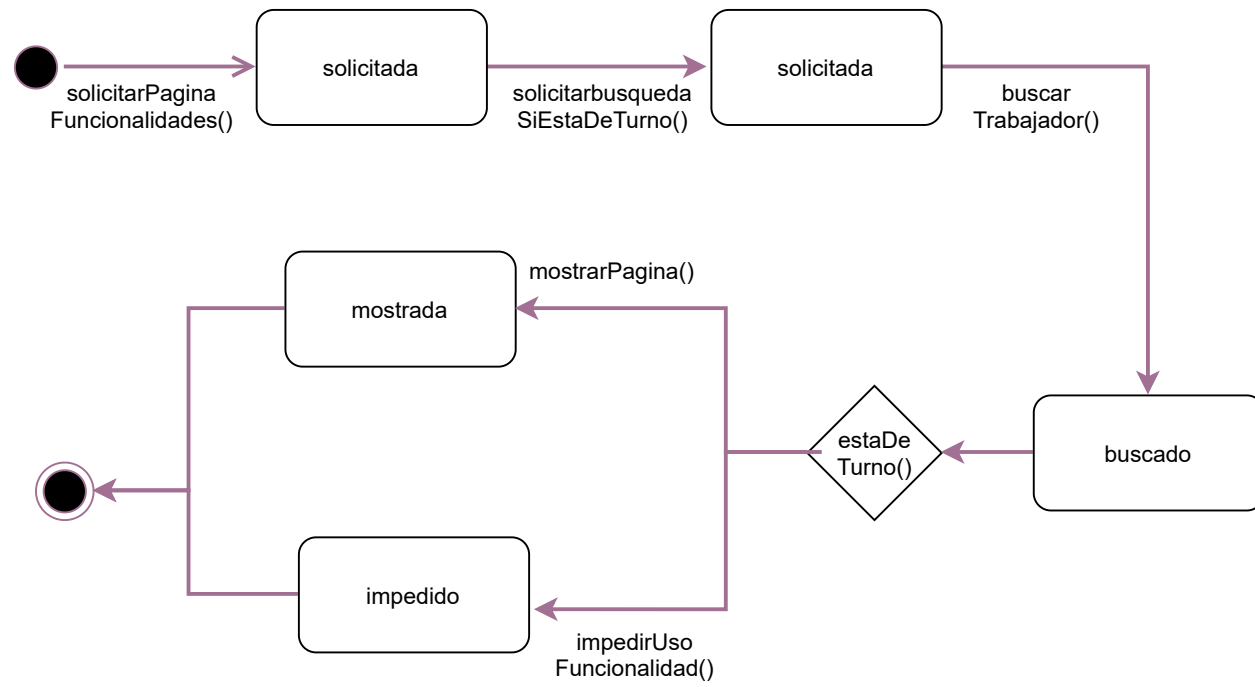 solicitada
solicitada
solicitarPagina
Funcionalidades()
solicitarbusqueda
SiEstaDeTurno()
buscar
Trabajador()
mostrarPagina()
mostrada
estaDe
Turno()
buscado
impedido
impedirUso
Funcionalidad()